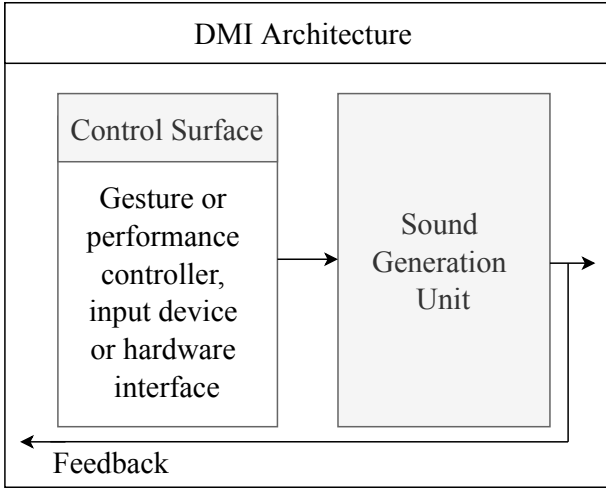 DMI Architecture
Control Surface
Gesture or
performance
controller,
input device
or hardware
interface
Sound
Generation
Unit
Feedback